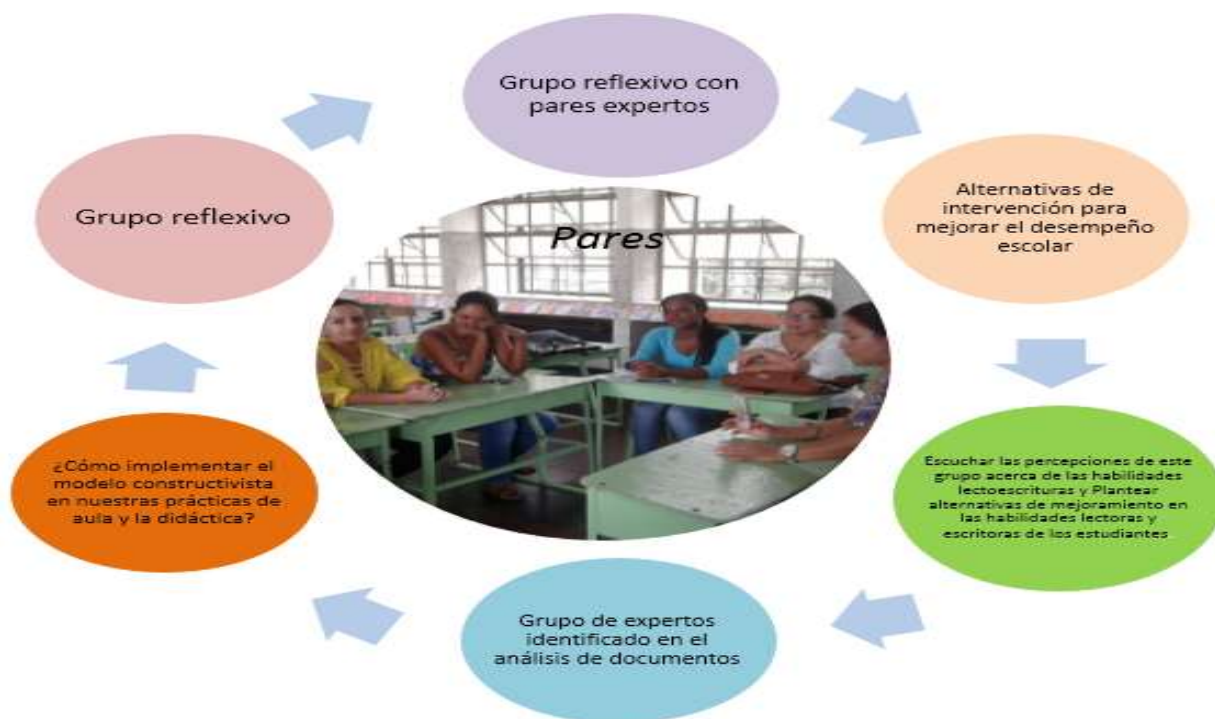 Grupo reflexivo con
pares expertos
Alternativas de
intervención para
mejorar el desempeño
escolar
Escuchar las percepciones de este
grupo acerca de las habilidades
lectoescrituras y Plantear
alternativas de mejoramiento en
las habilidades lectoras y
escritoras de los estudiantes
Grupo de expertos
identificado en el
análisis de documentos
¿Cómo implementar el
modelo constructivista
en nuestras prácticas de
aula y la didáctica?
Grupo reflexivo
Pares